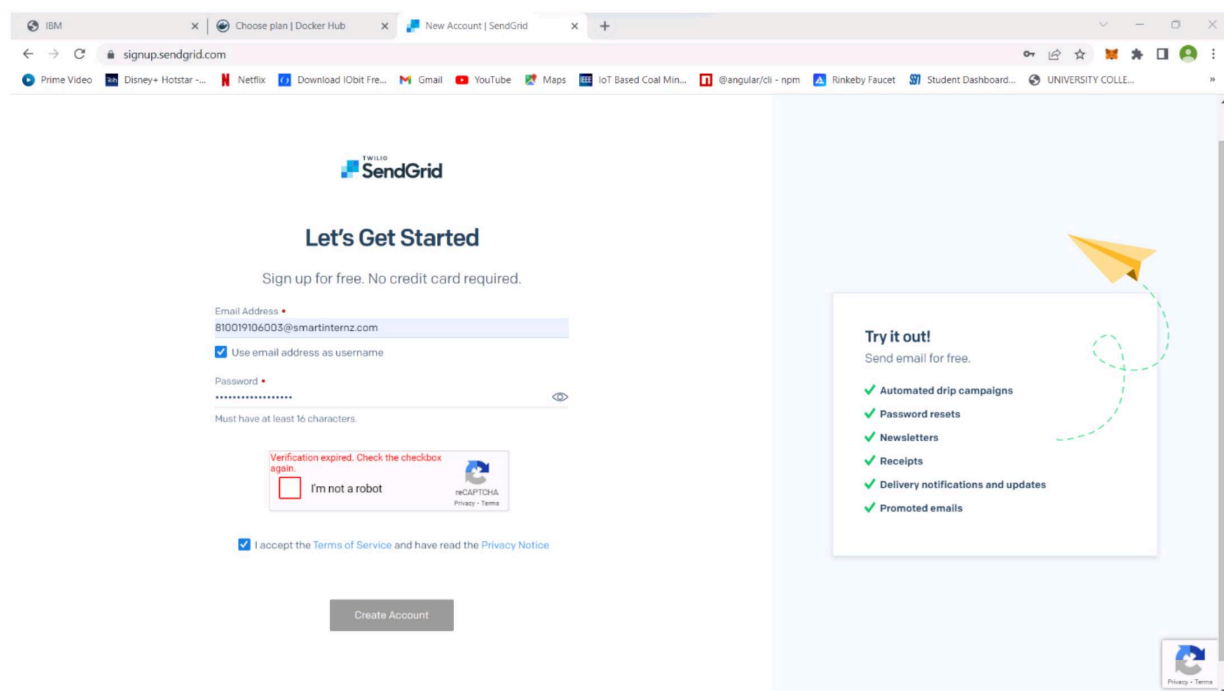 IBM
Choose plan | Docker Hub
New Account | SendGrid
signup.sendgrid.com
Prime Video
Disney+ Hotstar -...
Netflix
Download IObit Fre...
Gmail
YouTube
Maps
IoT Based Coal Min...
@angular/cli - npm
Rinkeby Faucet
Student Dashboard...
UNIVERSITY COLLE...
»
TWILIO
SendGrid
Let's Get Started
Sign up for free. No credit card required.
Email Address •
810019106003@smartinternz.com
Use email address as username
Password •
••••••••••••••••••
Must have at least 16 characters.
Verification expired. Check the checkbox
again.
I'm not a robot
reCAPTCHA
Privacy - Terms
I accept the Terms of Service and have read the Privacy Notice
Create Account
Try it out!
Send email for free.
Automated drip campaigns
Password resets
Newsletters
Receipts
Delivery notifications and updates
Promoted emails
Privacy - Terms